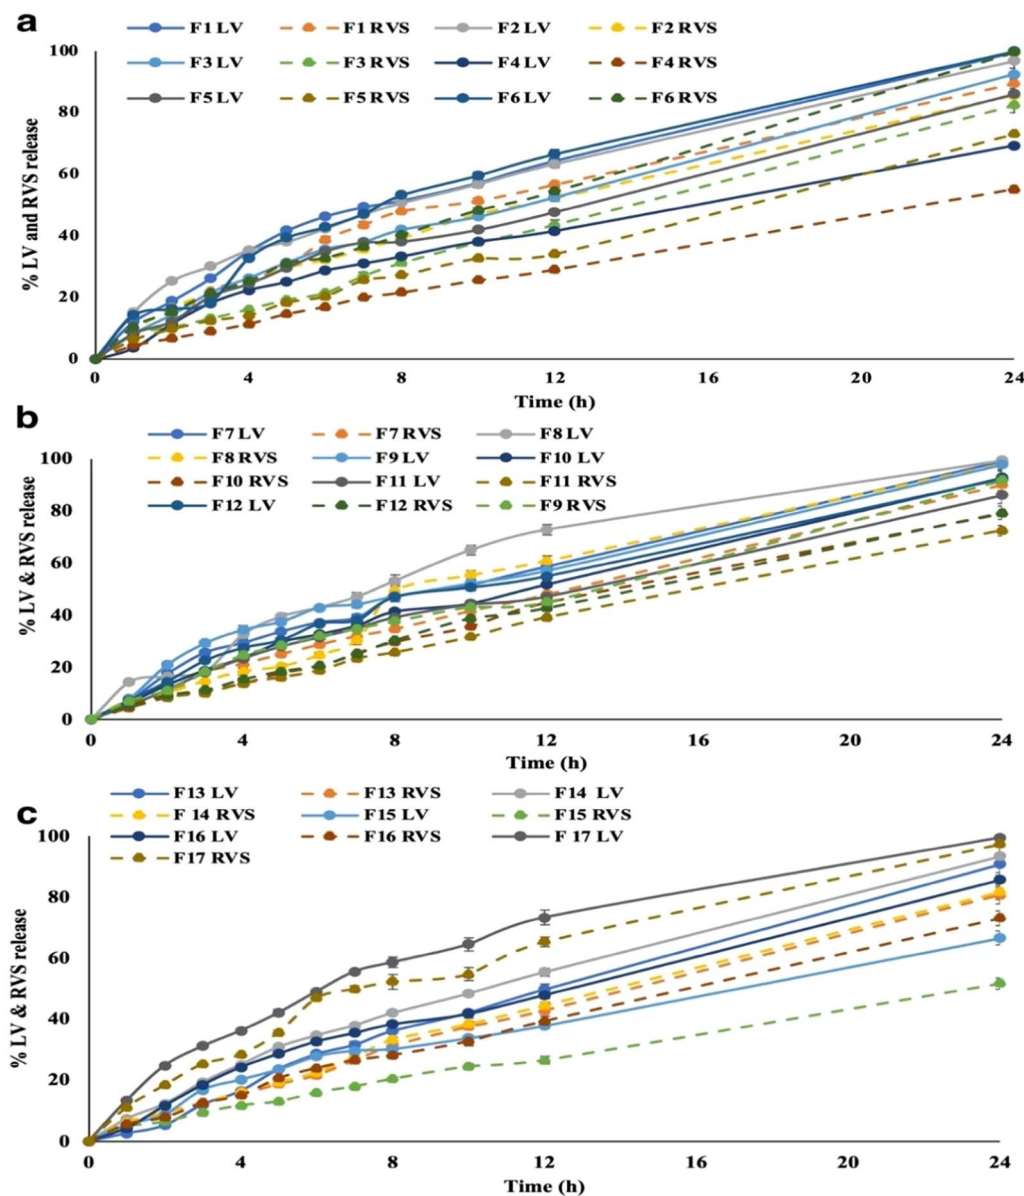 a
F1 LV F1 RVS F2 LV F2 RVS
F3 LV F3 RVS F4 LV F4 RVS
F5 LV F5 RVS F6 LV F6 RVS
% LV and RVS release
100
80
60
40
20
0
0 4 8 12 16 20 24
Time (h)
b
F7 LV F7 RVS F8 LV
F8 RVS F9 LV F10 LV
F10 RVS F11 LV F11 RVS
F12 LV F12 RVS F9 RVS
% LV & RVS release
100
80
60
40
20
0
0 4 8 12 16 20 24
Time (h)
c
F13 LV F13 RVS F14 LV
F 14 RVS F15 LV F15 RVS
F16 LV F16 RVS F 17 LV
F17 RVS
% LV & RVS release
100
80
60
40
20
0
0 4 8 12 16 20 24
Time (h)